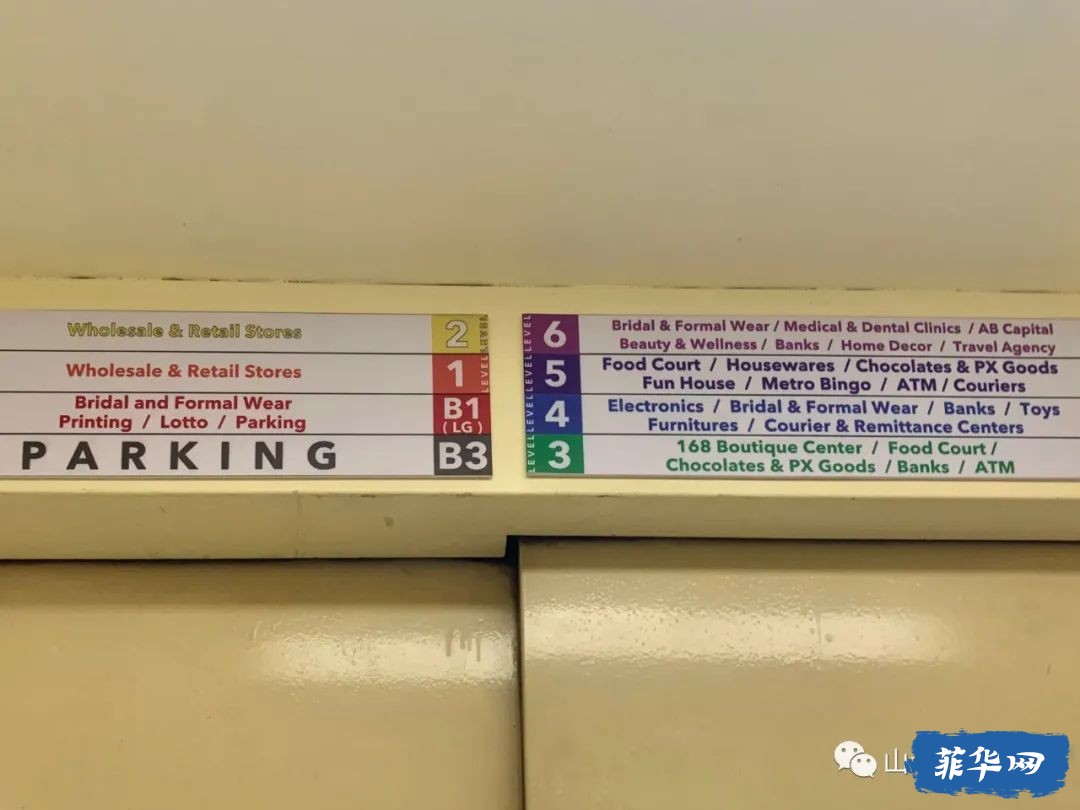 Wholesale & Retail Stores 2 LEVEL
Wholesale & Retail Stores 1 LEVEL
Bridal and Formal Wear
Printing / Lotto / Parking
B1
(LG)
PARKING B3
LEVEL 6
Bridal & Formal Wear / Medical & Dental Clinics / AB Capital
Beauty & Wellness / Banks / Home Decor / Travel Agency
LEVEL 5
Food Court / Housewares / Chocolates & PX Goods
Fun House / Metro Bingo / ATM / Couriers
LEVEL 4
Electronics / Bridal & Formal Wear / Banks / Toys
Furnitures / Courier & Remittance Centers
LEVEL 3
168 Boutique Center / Food Court /
Chocolates & PX Goods / Banks / ATM
山
菲华网